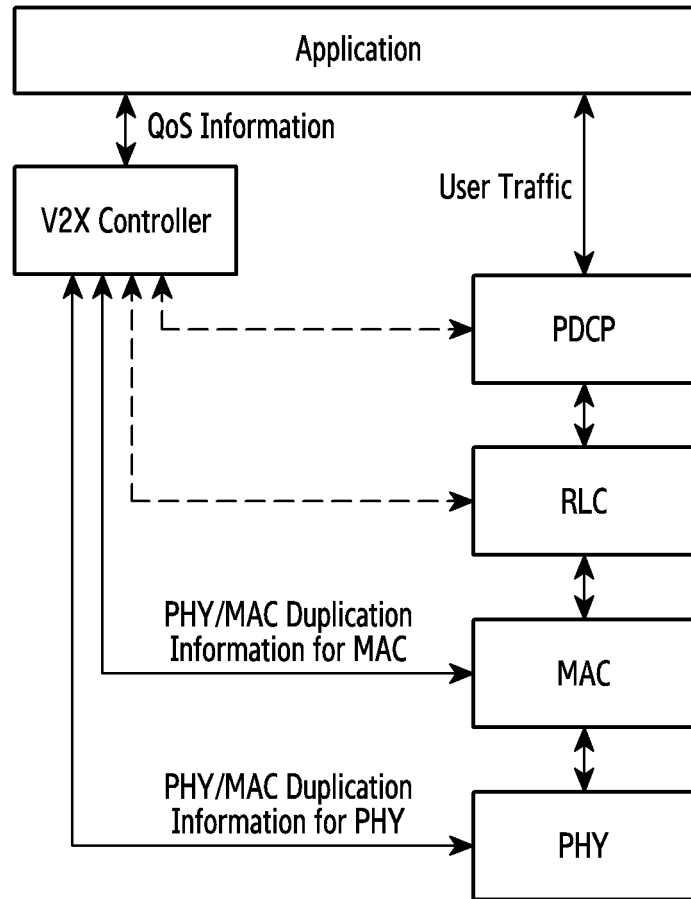 Application
QoS Information
V2X Controller
User Traffic
PDCP
RLC
PHY/MAC Duplication
Information for MAC
MAC
PHY/MAC Duplication
Information for PHY
PHY